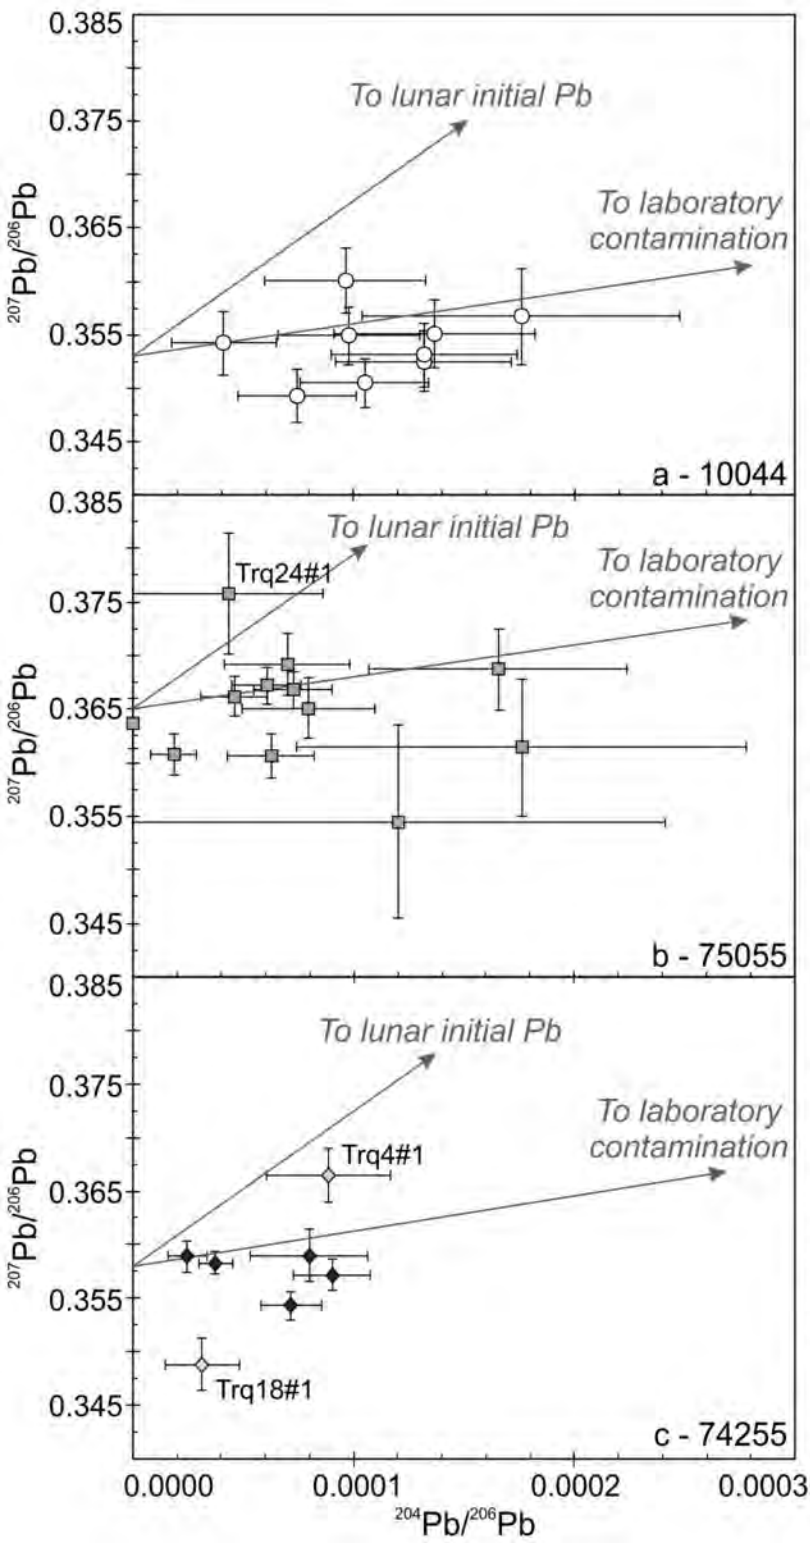 0.385
To lunar initial Pb
0.375
To laboratory
contamination
0.365
²⁰⁷Pb/²⁰⁶Pb
0.355
0.345
a - 10044
0.385
To lunar initial Pb
Trq24#1
To laboratory
contamination
0.375
0.365
²⁰⁷Pb/²⁰⁶Pb
0.355
0.345
b - 75055
0.385
To lunar initial Pb
0.375
To laboratory
contamination
Trq4#1
0.365
²⁰⁷Pb/²⁰⁶Pb
0.355
Trq18#1
0.345
c - 74255
0.0000 0.0001 0.0002 0.0003
²⁰⁴Pb/²⁰⁶Pb